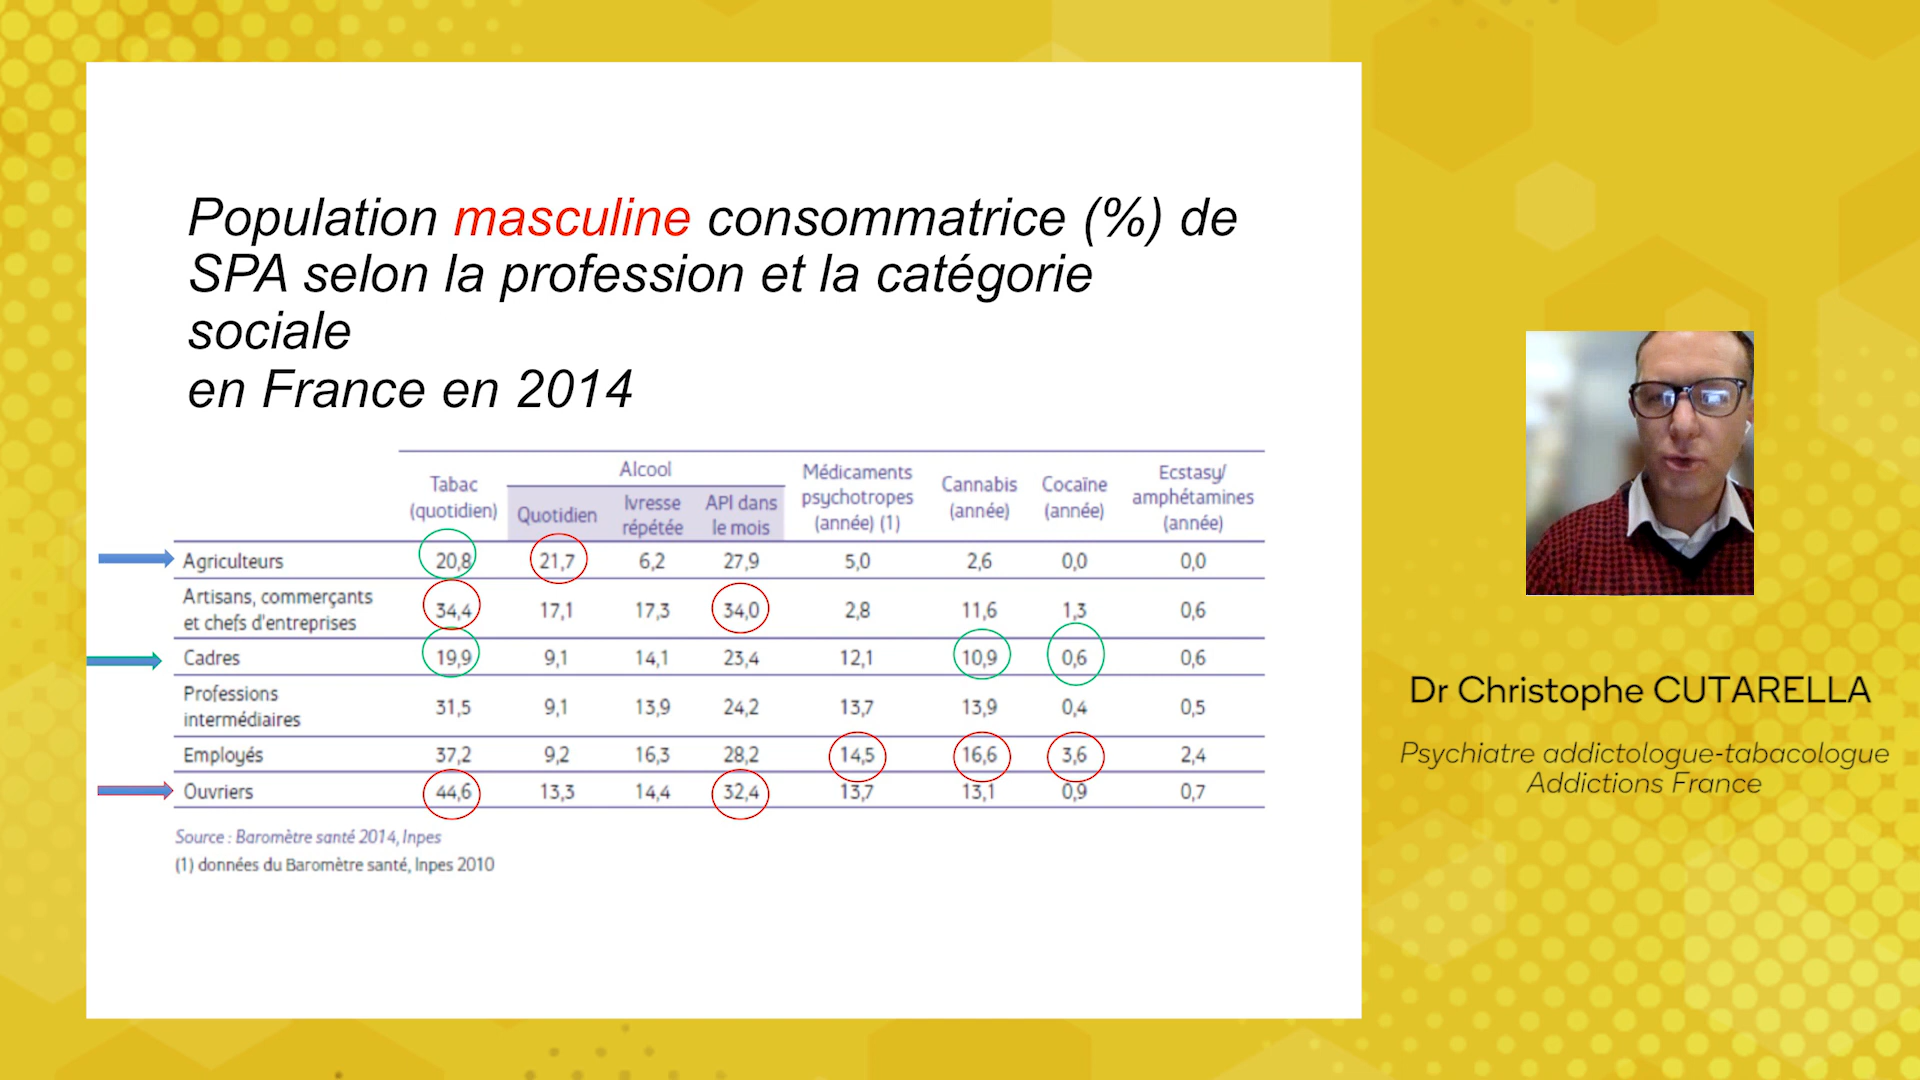 Population masculine consommatrice (%) de
SPA selon la profession et la catégorie
sociale
en France en 2014
Tabac
(quotidien)
Alcool
Quotidien
Ivresse
répétée
API dans
le mois
Médicaments
psychotropes
(année) (1)
Cannabis
(année)
Cocaïne
(année)
Ecstasy/
amphétamines
(année)
Agriculteurs 20,8 21,7 6,2 27,9 5,0 2,6 0,0 0,0
Artisans, commerçants
et chefs d'entreprises 34,4 17,1 17,3 34,0 2,8 11,6 1,3 0,6
Cadres 19,9 9,1 14,1 23,4 12,1 10,9 0,6 0,6
Professions
intermédiaires 31,5 9,1 13,9 24,2 13,7 13,9 0,4 0,5
Employés 37,2 9,2 16,3 28,2 14,5 16,6 3,6 2,4
Ouvriers 44,6 13,3 14,4 32,4 13,7 13,1 0,9 0,7
Source : Baromètre santé 2014, Inpes
(1) données du Baromètre santé, Inpes 2010
Dr Christophe CUTARELLA
Psychiatre addictologue-tabacologue
Addictions France